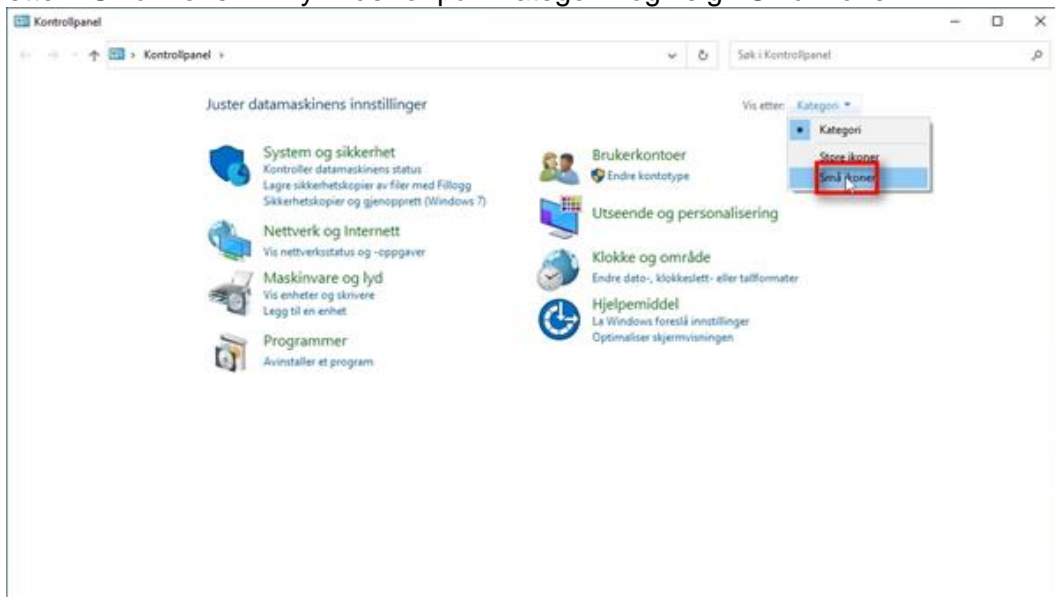 Kontrollpanel
Kontrollpanel
Søk i Kontrollpanel
Juster datamaskinens innstillinger
Vis etter: Kategori
Kategori
Store ikoner
Små ikoner
System og sikkerhet
Kontroller datamaskinens status
Lagre sikkerhetskopier av filer med Fillogg
Sikkerhetskopier og gjenopprett (Windows 7)
Nettverk og Internett
Vis nettverksstatus og -oppgaver
Maskinvare og lyd
Vis enheter og skrivere
Legg til en enhet
Programmer
Avinstaller et program
Brukerkontoer
Endre kontotype
Utseende og personalisering
Klokke og område
Endre dato-, klokkeslett- eller tallformater
Hjelpemiddel
La Windows foreslå innstillinger
Optimaliser skjermvisningen